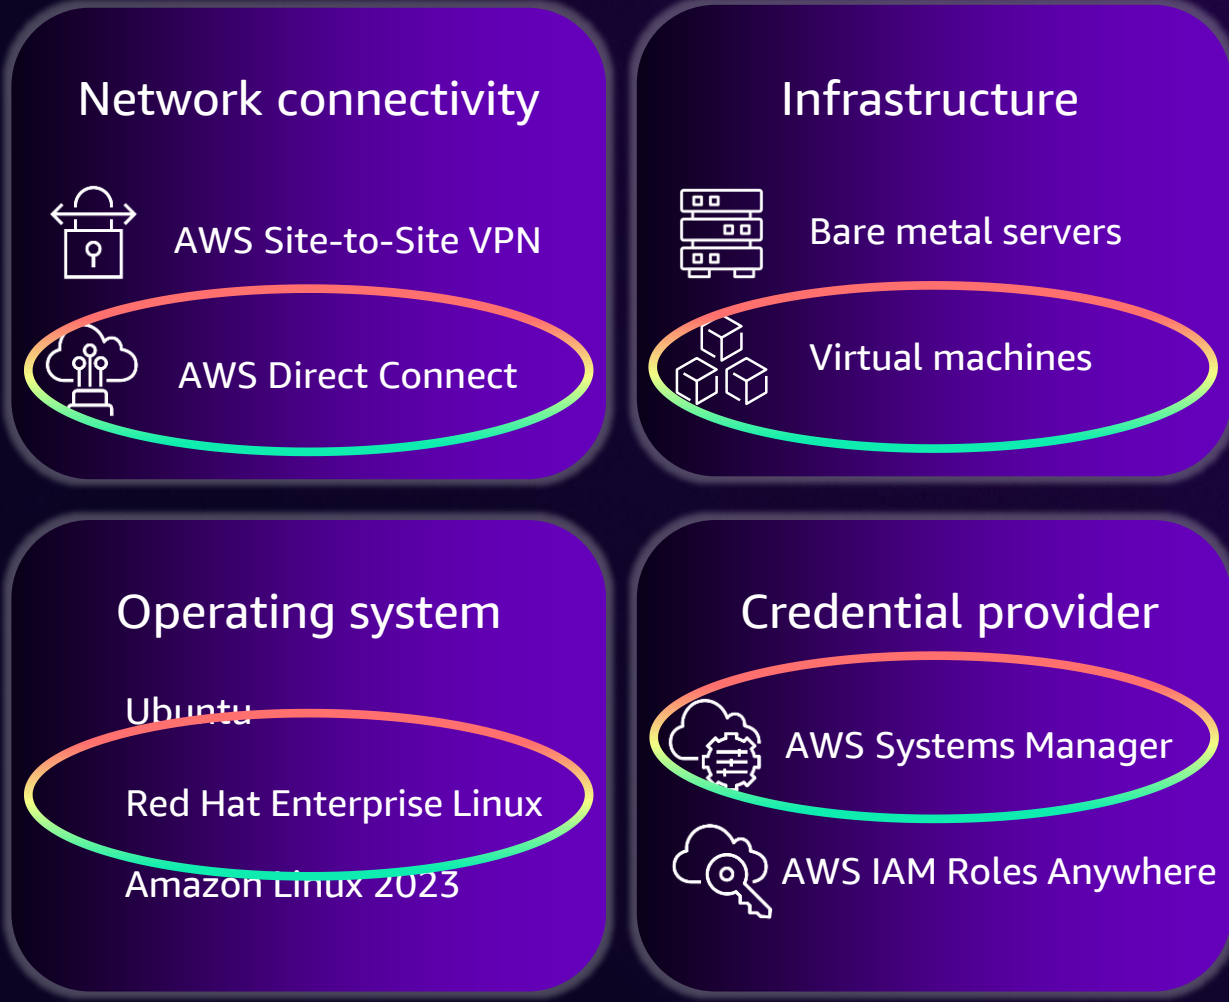 Network connectivity
AWS Site-to-Site VPN
AWS Direct Connect
Infrastructure
Bare metal servers
Virtual machines
Operating system
Ubuntu
Red Hat Enterprise Linux
Amazon Linux 2023
Credential provider
AWS Systems Manager
AWS IAM Roles Anywhere